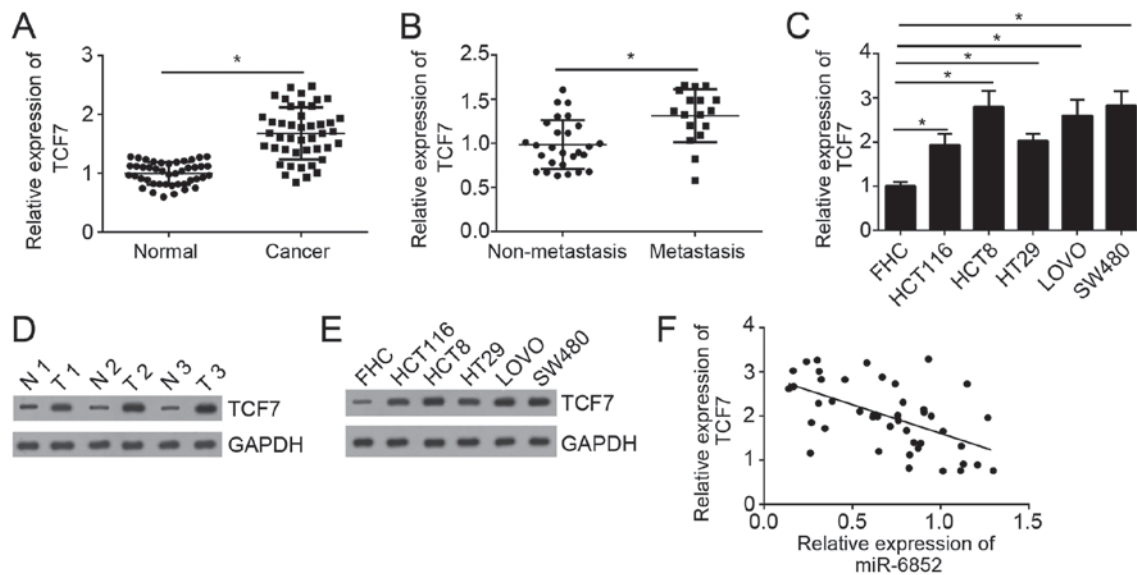 A
Relative expression of
TCF7
3
2
1
0
*
Normal
Cancer
B
Relative expression of
TCF7
2.5
1.5
1.0
0.5
0.0
*
Non-metastasis
Metastasis
C
Relative expression of
TCF7
4
3
2
1
0
*
*
*
*
*
FHC
HCT116
HCT8
HT29
LOVO
SW480
D
N 1
T 1
N 2
T 2
N 3
T 3
TCF7
GAPDH
E
FHC
HCT116
HCT8
HT29
LOVO
SW480
TCF7
GAPDH
F
Relative expression of
TCF7
4
3
2
1
0
0.0 0.5 1.0 1.5
Relative expression of
miR-6852